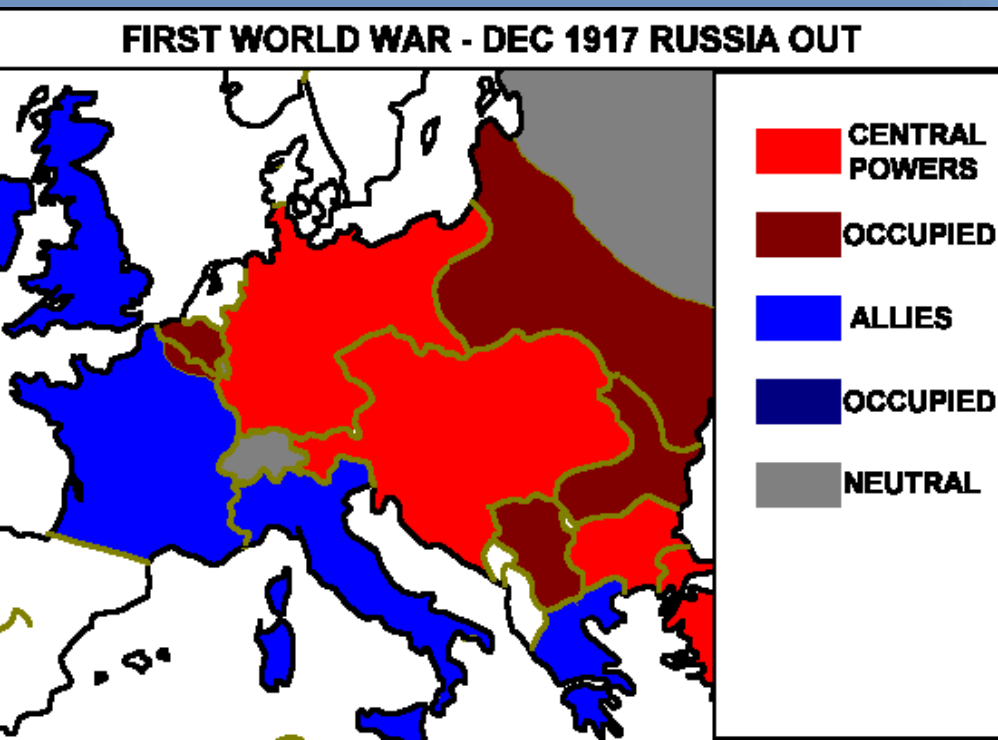 FIRST WORLD WAR - DEC 1917 RUSSIA OUT
CENTRAL
POWERS
OCCUPIED
ALLIES
OCCUPIED
NEUTRAL